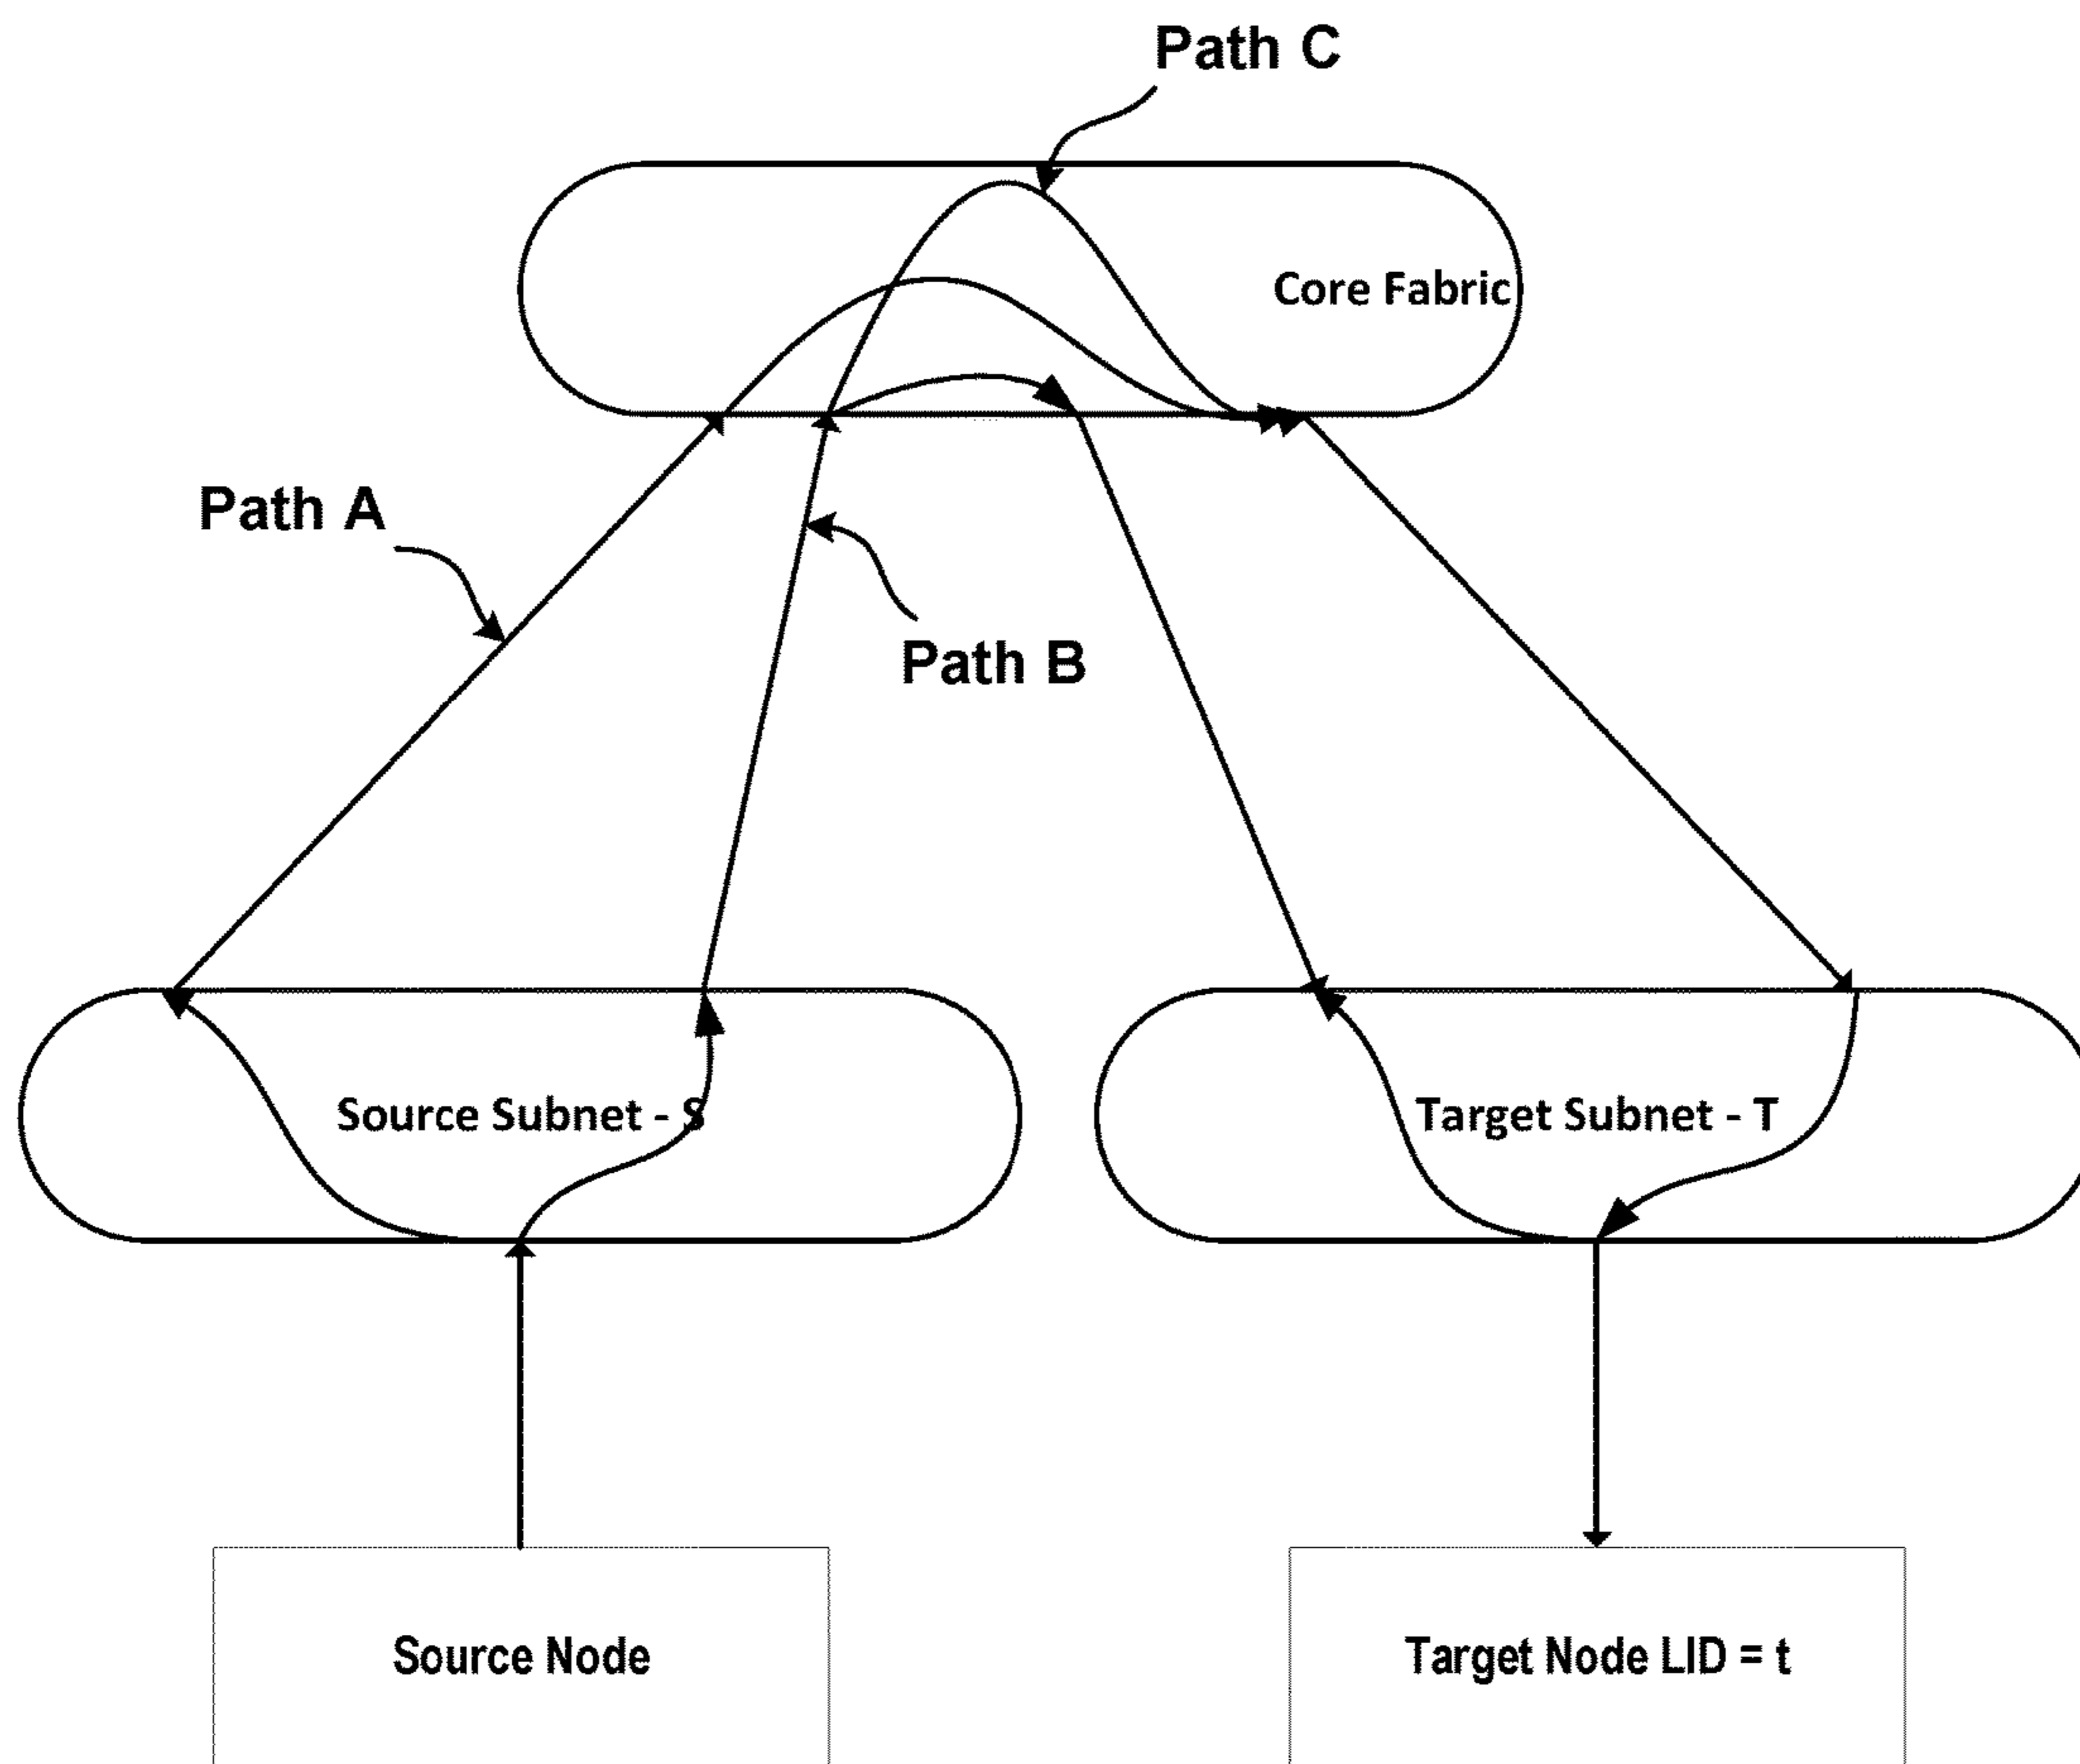 Path C
Core Fabric
Path A
Path B
Source Subnet - S
Target Subnet - T
Source Node
Target Node LID = t